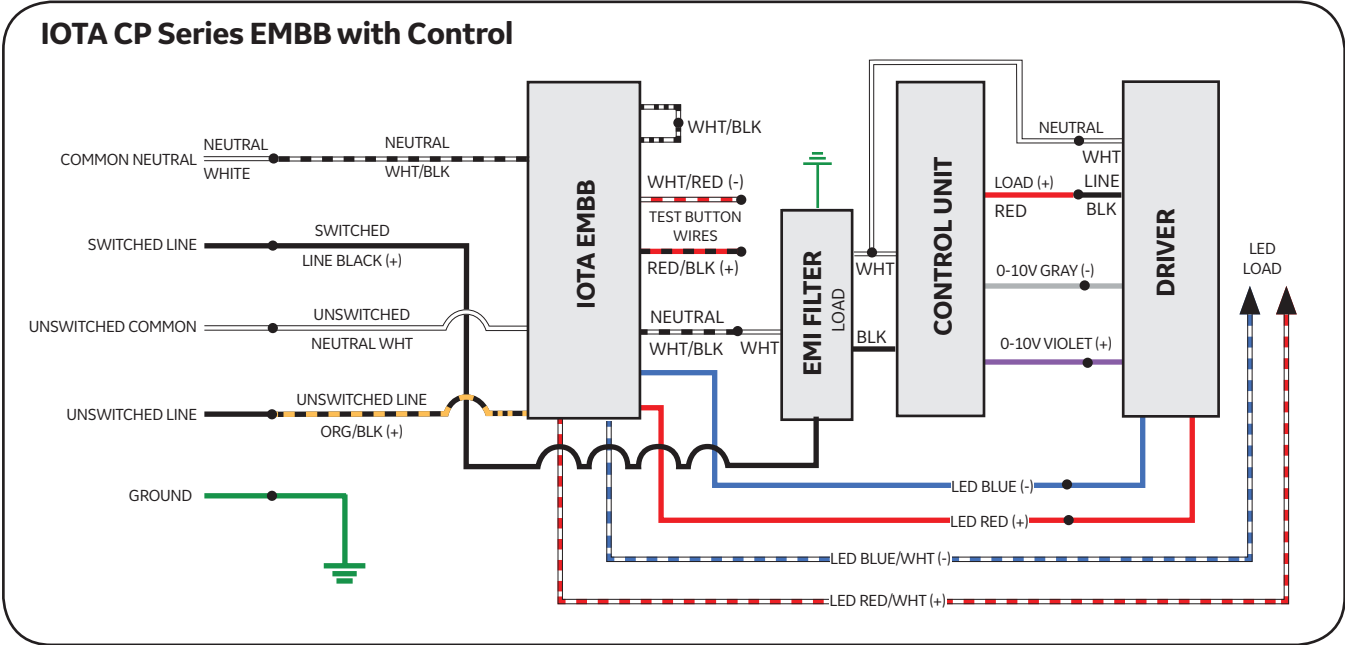 IOTA CP Series EMBB with Control
COMMON NEUTRAL
NEUTRAL
WHITE
NEUTRAL
WHT/BLK
SWITCHED LINE
SWITCHED
LINE BLACK (+)
UNSWITCHED COMMON
UNSWITCHED
NEUTRAL WHT
UNSWITCHED LINE
UNSWITCHED LINE
ORG/BLK (+)
GROUND
IOTA EMBB
WHT/BLK
WHT/RED (-)
TEST BUTTON
WIRES
RED/BLK (+)
NEUTRAL
WHT/BLK
WHT
EMI FILTER
LOAD
WHT
BLK
CONTROL UNIT
NEUTRAL
WHT
LOAD (+)
RED
LINE
BLK
0-10V GRAY (-)
0-10V VIOLET (+)
DRIVER
LED
LOAD
LED BLUE (-)
LED RED (+)
LED BLUE/WHT (-)
LED RED/WHT (+)